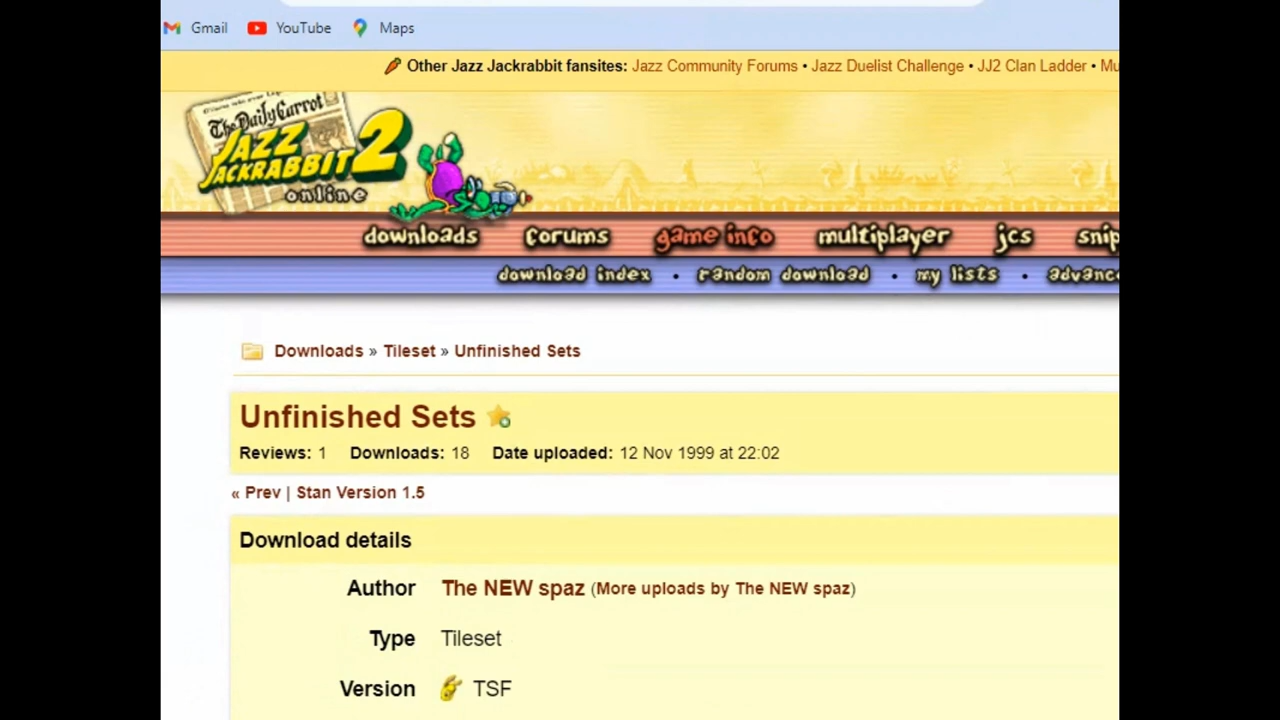 Gmail YouTube Maps
Other Jazz Jackrabbit fansites: Jazz Community Forums • Jazz Duelist Challenge • JJ2 Clan Ladder • Mu
The Daily Carrot
JAZZ
JACKRABBIT 2
online
downloads forums game info multiplayer jcs snip
download index • random download • my lists • advance
Downloads » Tileset » Unfinished Sets
Unfinished Sets
Reviews: 1 Downloads: 18 Date uploaded: 12 Nov 1999 at 22:02
« Prev | Stan Version 1.5
Download details
Author The NEW spaz (More uploads by The NEW spaz)
Type Tileset
Version TSF